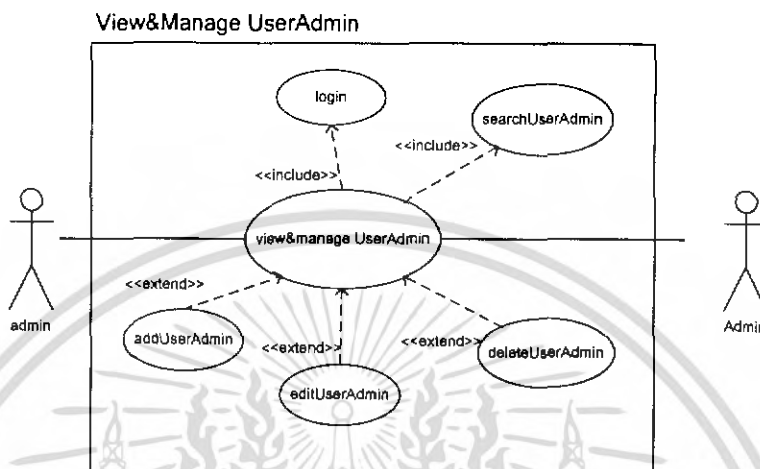 View&Manage UserAdmin
login
searchUserAdmin
<<include>>
<<include>>
view&manage UserAdmin
<<extend>>
admin
Admin
addUserAdmin
<<extend>>
<<extend>>
deleteUserAdmin
editUserAdmin